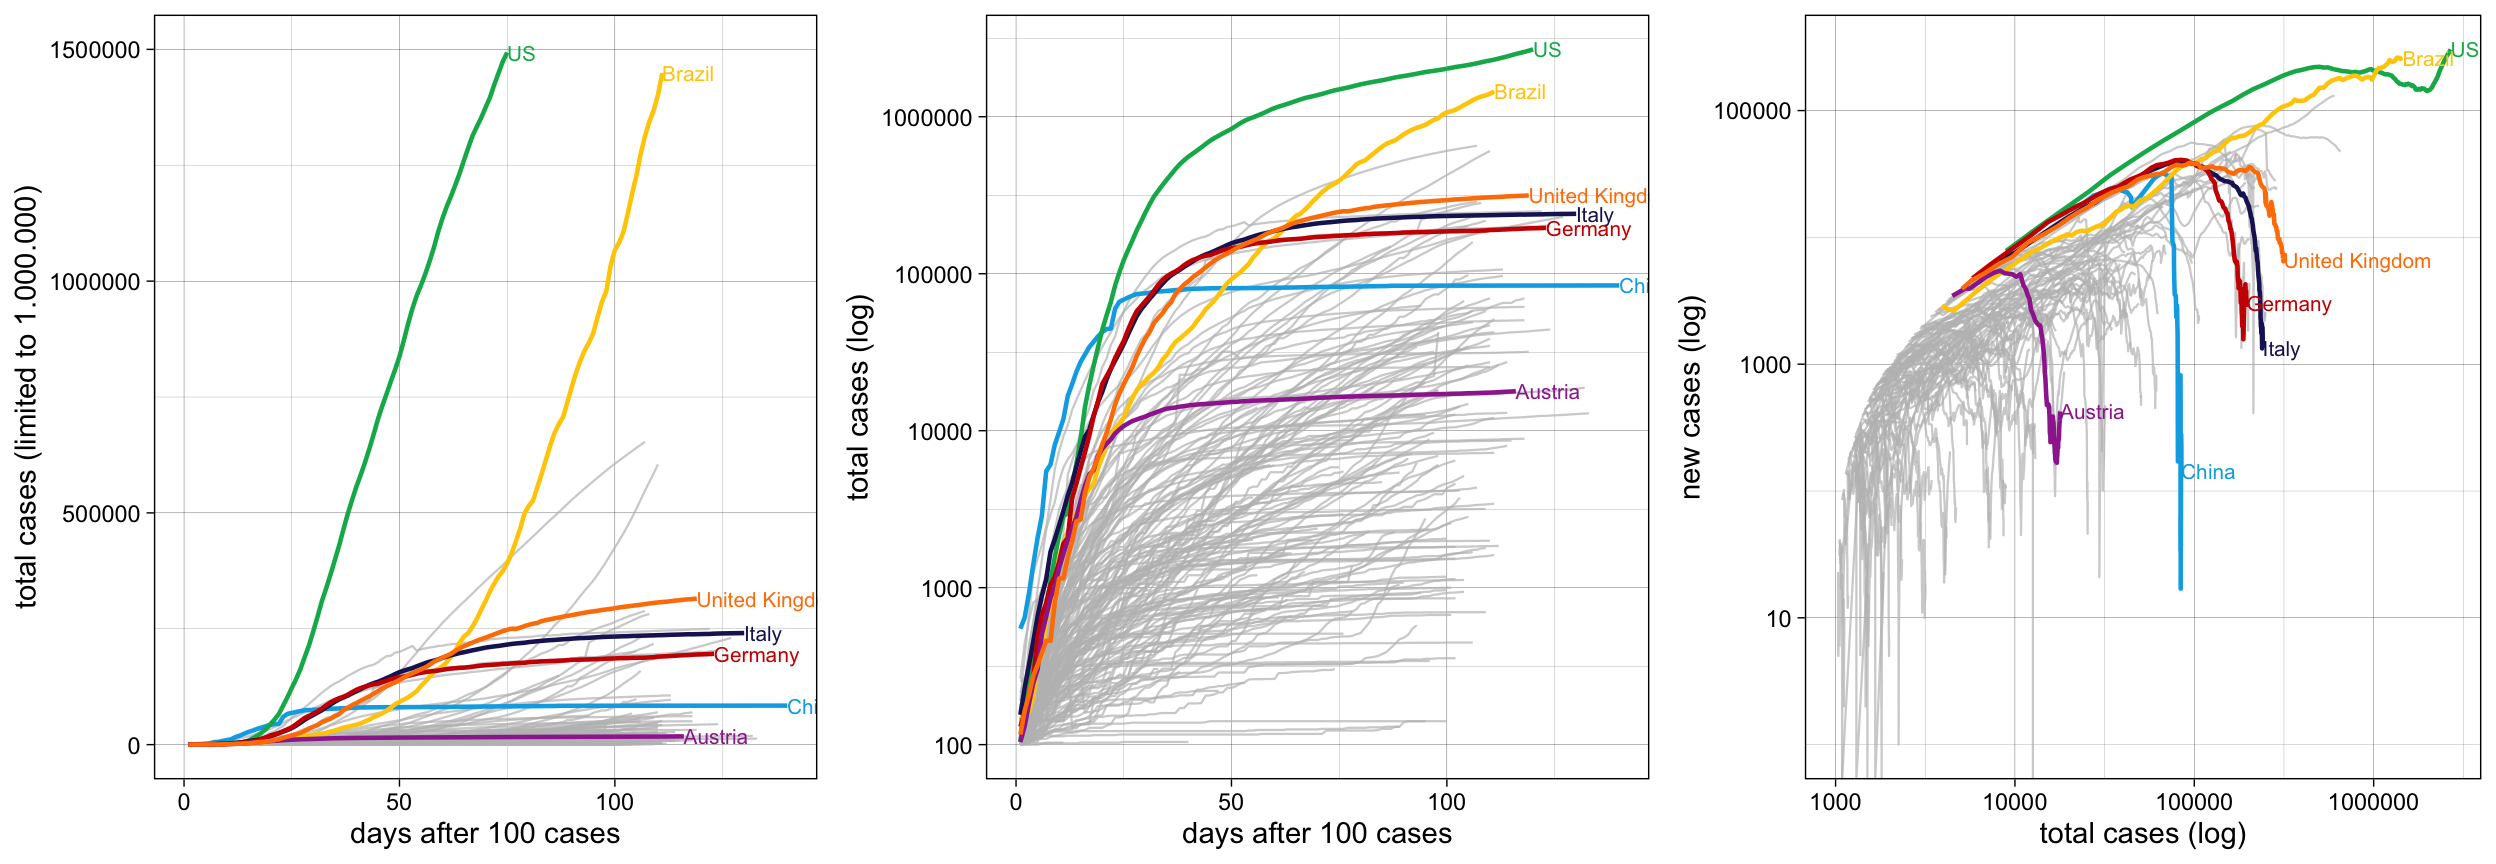 total cases (limited to 1.000.000)
1500000
1000000
500000
0
US
Brazil
United Kingd
Italy
Germany
Chi
Austria
0
50
100
days after 100 cases
total cases (log)
1000000
100000
10000
1000
100
US
Brazil
United Kingd
Italy
Germany
Chi
Austria
0
50
100
days after 100 cases
new cases (log)
100000
1000
10
US
Brazil
United Kingdom
Germany
Italy
Austria
China
1000
10000
100000
1000000
total cases (log)